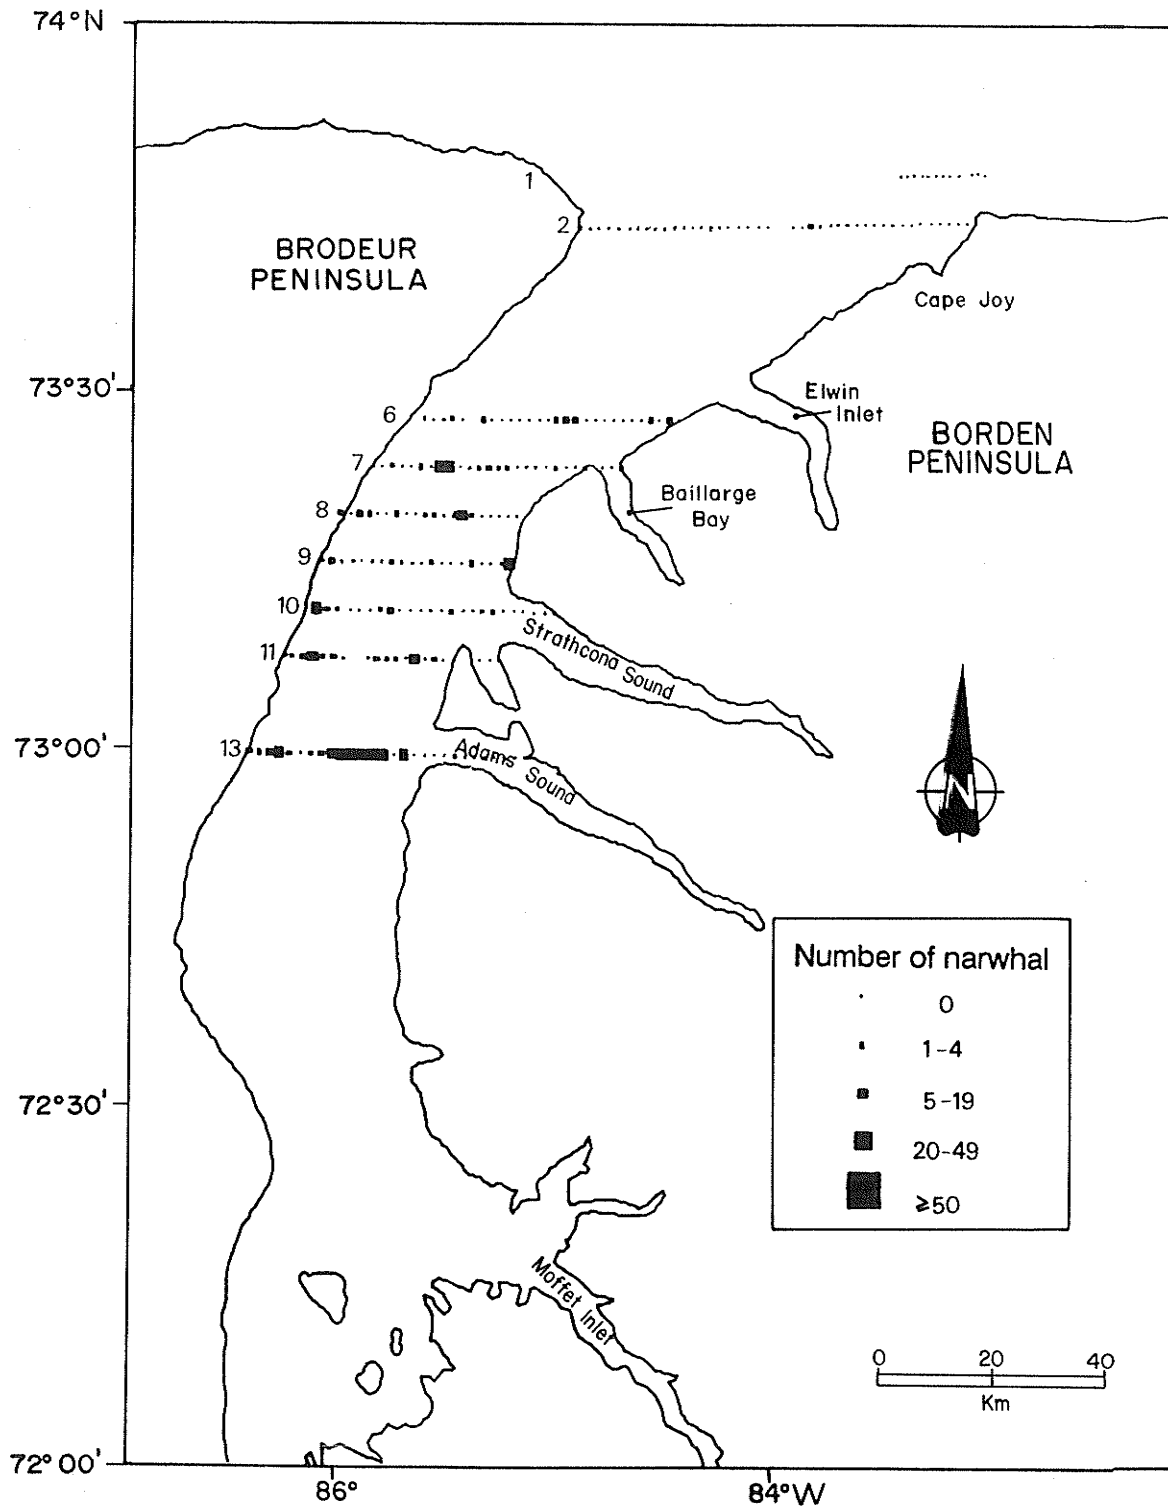 74°N
1
2
BRODEUR
PENINSULA
Cape Joy
73°30'
Elwin
Inlet
6
BORDEN
PENINSULA
7
Baillarge
Bay
8
9
10
Strathcona Sound
11
73°00'
13
Adams Sound
N
Number of narwhal
0
1-4
5-19
20-49
≥50
72°30'
Moffet Inlet
0 20 40
Km
72°00'
86°
84°W